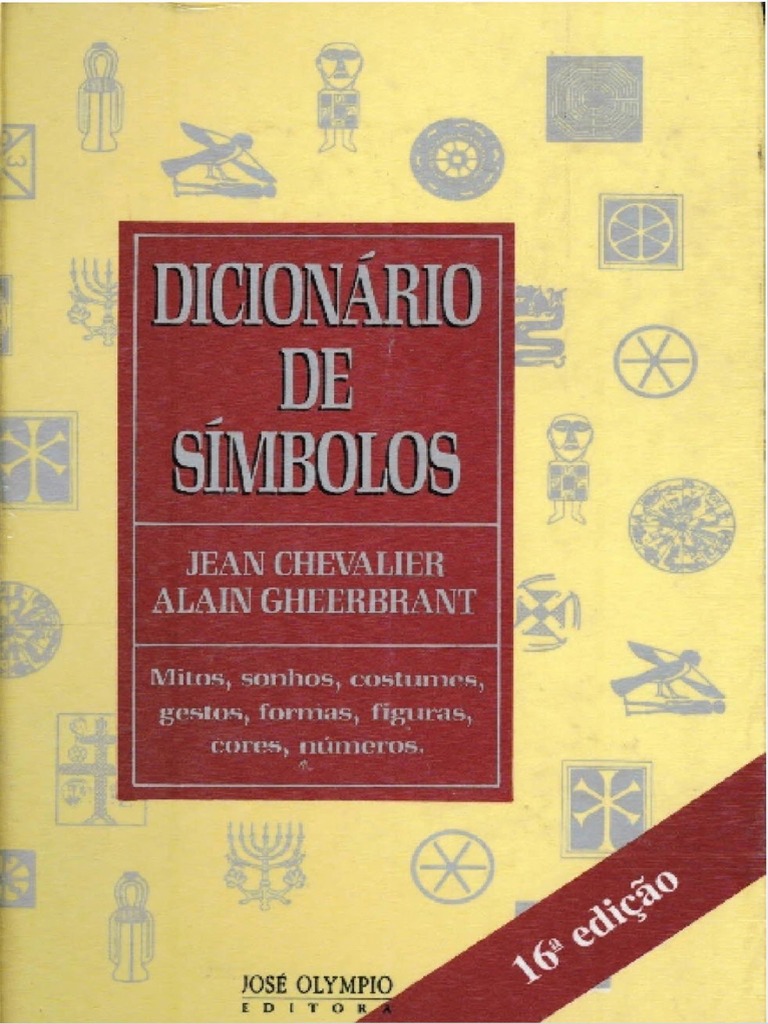 DICIONÁRIO
DE
SÍMBOLOS
JEAN CHEVALIER
ALAIN GHEERBRANT
Mitos, sonhos, costumes,
gestos, formas, figuras,
cores, números.
16ª edição
JOSÉ OLYMPIO
EDITORA